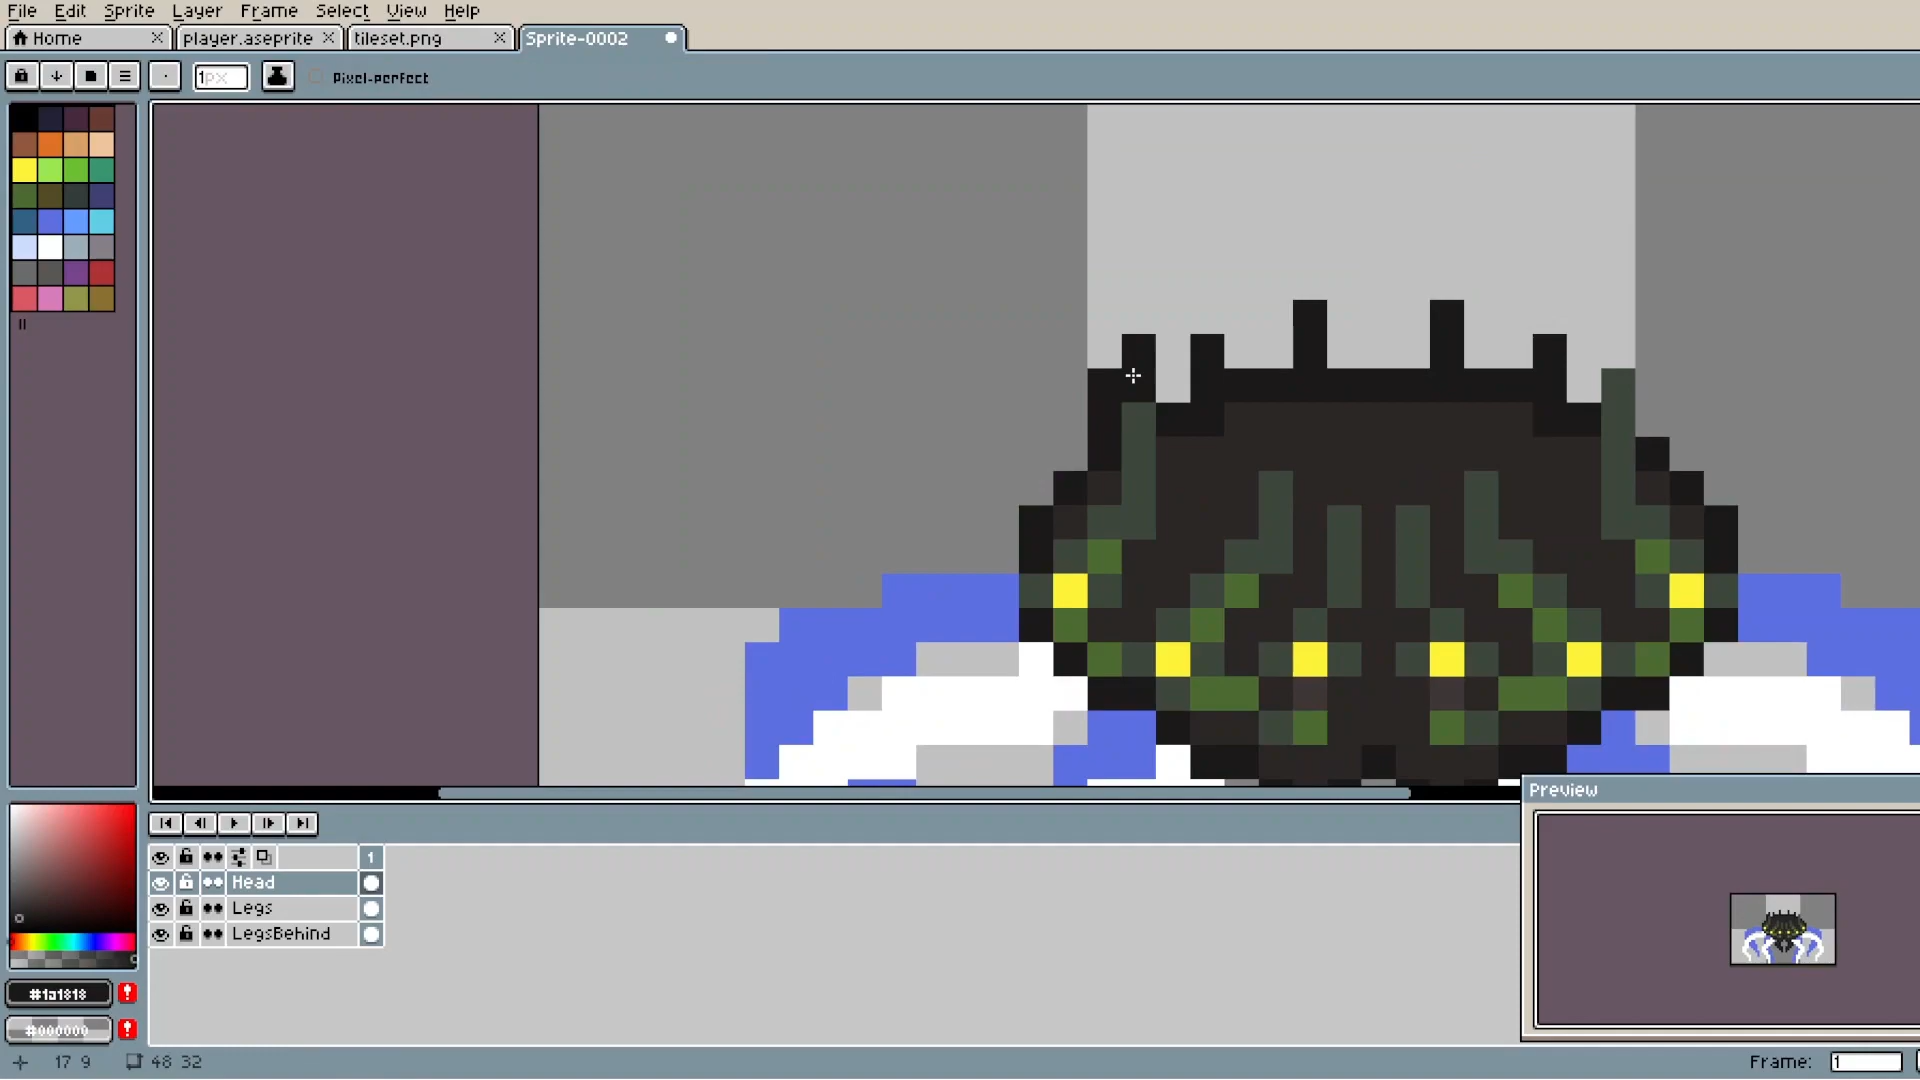 File Edit Sprite Layer Frame Select View Help
Home player.aseprite tileset.png Sprite-0002
1px Pixel-perfect
Preview
1
Head
Legs
LegsBehind
#1a1818
#000000
17 9 48 32 Frame: 1